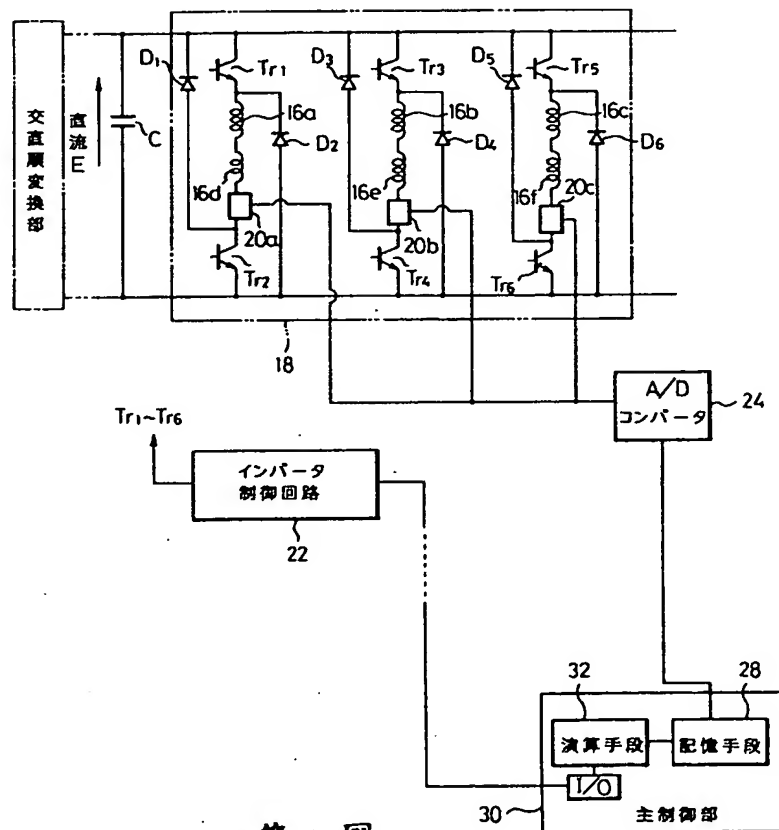 D1
Tr1
16a
D2
16d
20a
Tr2
D3
Tr3
16b
D4
16e
20b
Tr4
D5
Tr5
16c
D6
16f
20c
Tr6
交直順変換部
直流E
C
18
A/D
コンバータ
24
Tr1~Tr6
インバータ
制御回路
22
32
28
演算手段
記憶手段
I/O
30
主制御部